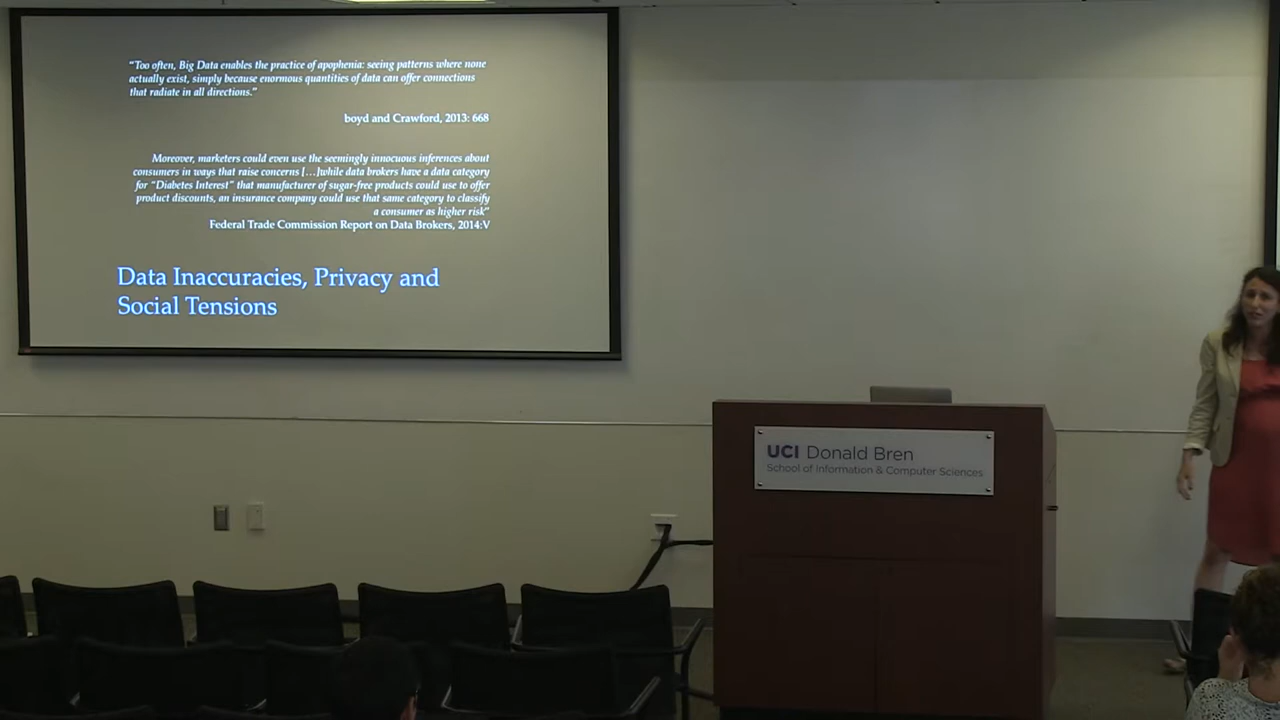 "Too often, Big Data enables the practice of apophenia: seeing patterns where none
actually exist, simply because enormous quantities of data can offer connections
that radiate in all directions."
boyd and Crawford, 2013: 668
Moreover, marketers could even use the seemingly innocuous inferences about
consumers in ways that raise concerns [...]while data brokers have a data category
for "Diabetes Interest" that manufacturer of sugar-free products could use to offer
product discounts, an insurance company could use that same category to classify
a consumer as higher risk"
Federal Trade Commission Report on Data Brokers, 2014:V
Data Inaccuracies, Privacy and
Social Tensions
UCI Donald Bren
School of Information & Computer Sciences